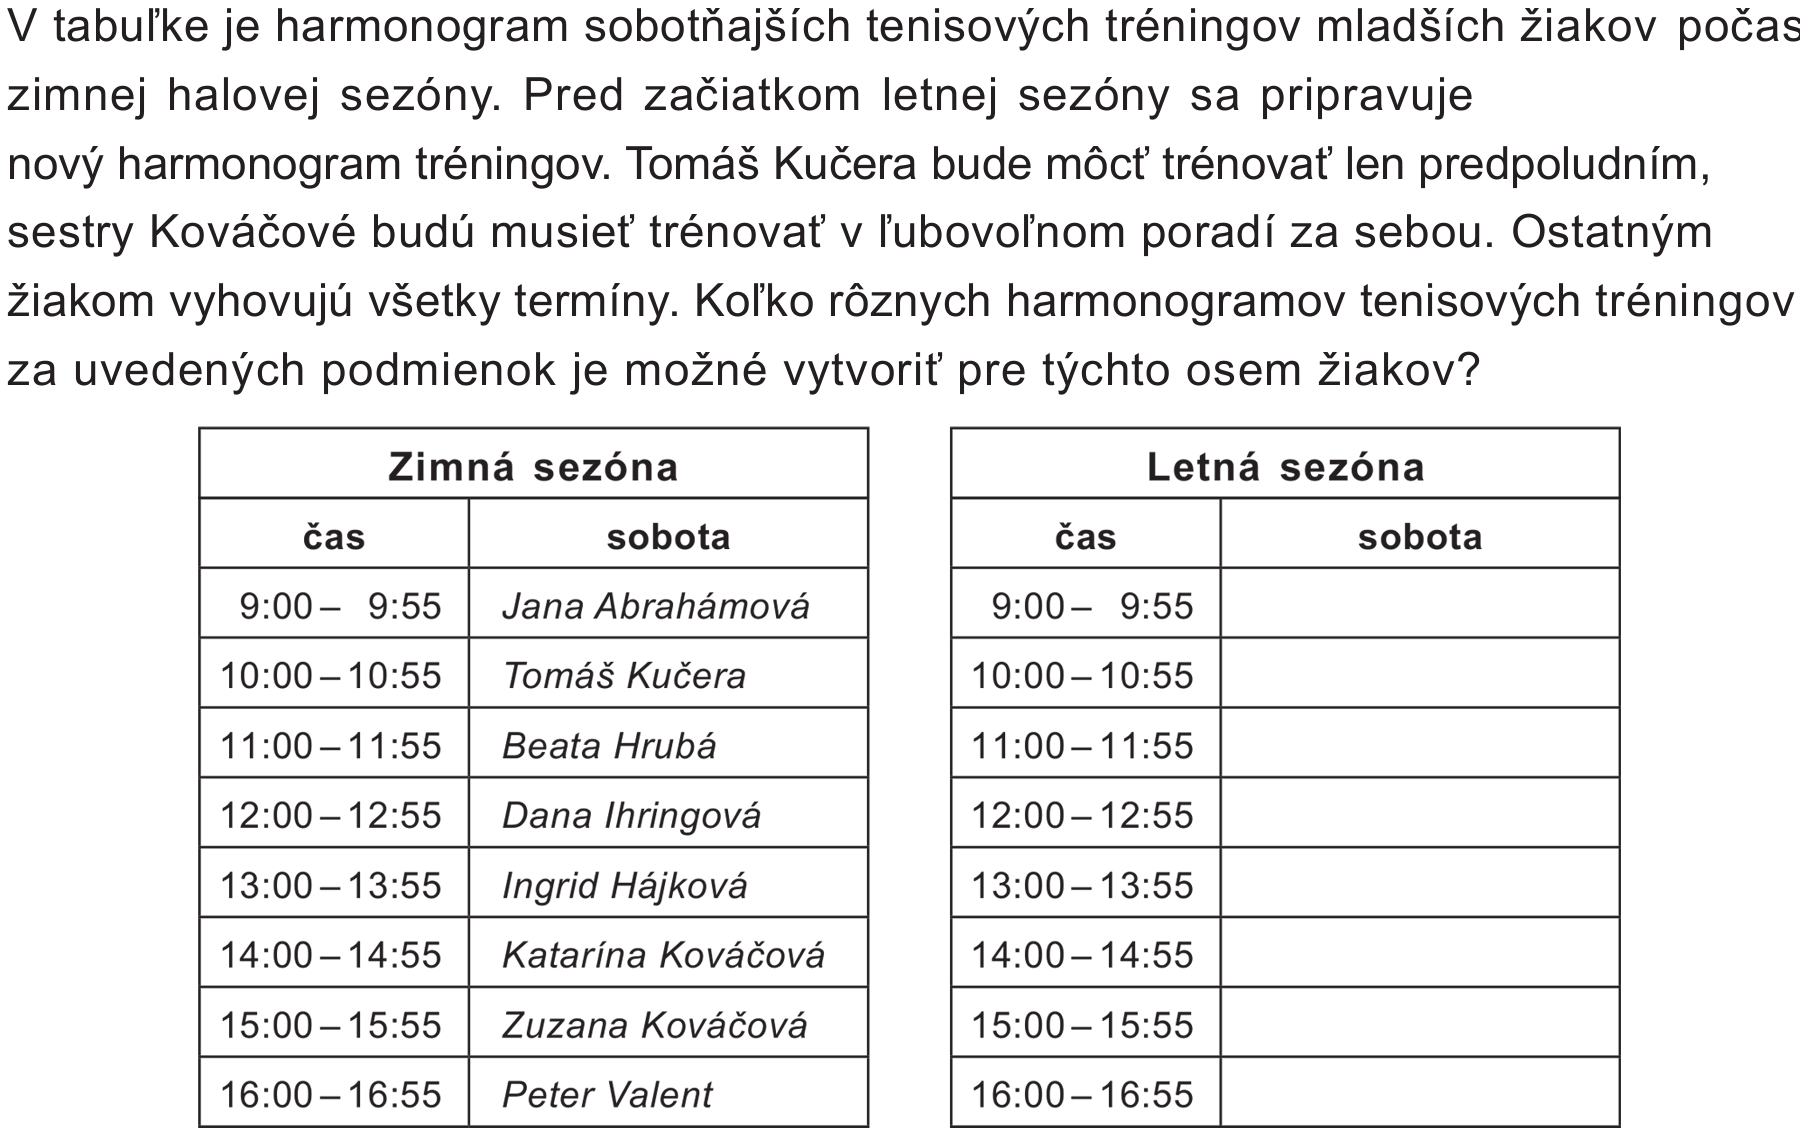 V tabuľke je harmonogram sobotňajších tenisových tréningov mladších žiakov počas
zimnej halovej sezóny. Pred začiatkom letnej sezóny sa pripravuje
nový harmonogram tréningov. Tomáš Kučera bude môcť trénovať len predpoludním,
sestry Kováčové budú musieť trénovať v ľubovoľnom poradí za sebou. Ostatným
žiakom vyhovujú všetky termíny. Koľko rôznych harmonogramov tenisových tréningov
za uvedených podmienok je možné vytvoriť pre týchto osem žiakov?
Zimná sezóna
čas sobota
9:00 – 9:55 Jana Abrahámová
10:00 – 10:55 Tomáš Kučera
11:00 – 11:55 Beata Hrubá
12:00 – 12:55 Dana Ihringová
13:00 – 13:55 Ingrid Hájková
14:00 – 14:55 Katarína Kováčová
15:00 – 15:55 Zuzana Kováčová
16:00 – 16:55 Peter Valent
Letná sezóna
čas sobota
9:00 – 9:55
10:00 – 10:55
11:00 – 11:55
12:00 – 12:55
13:00 – 13:55
14:00 – 14:55
15:00 – 15:55
16:00 – 16:55